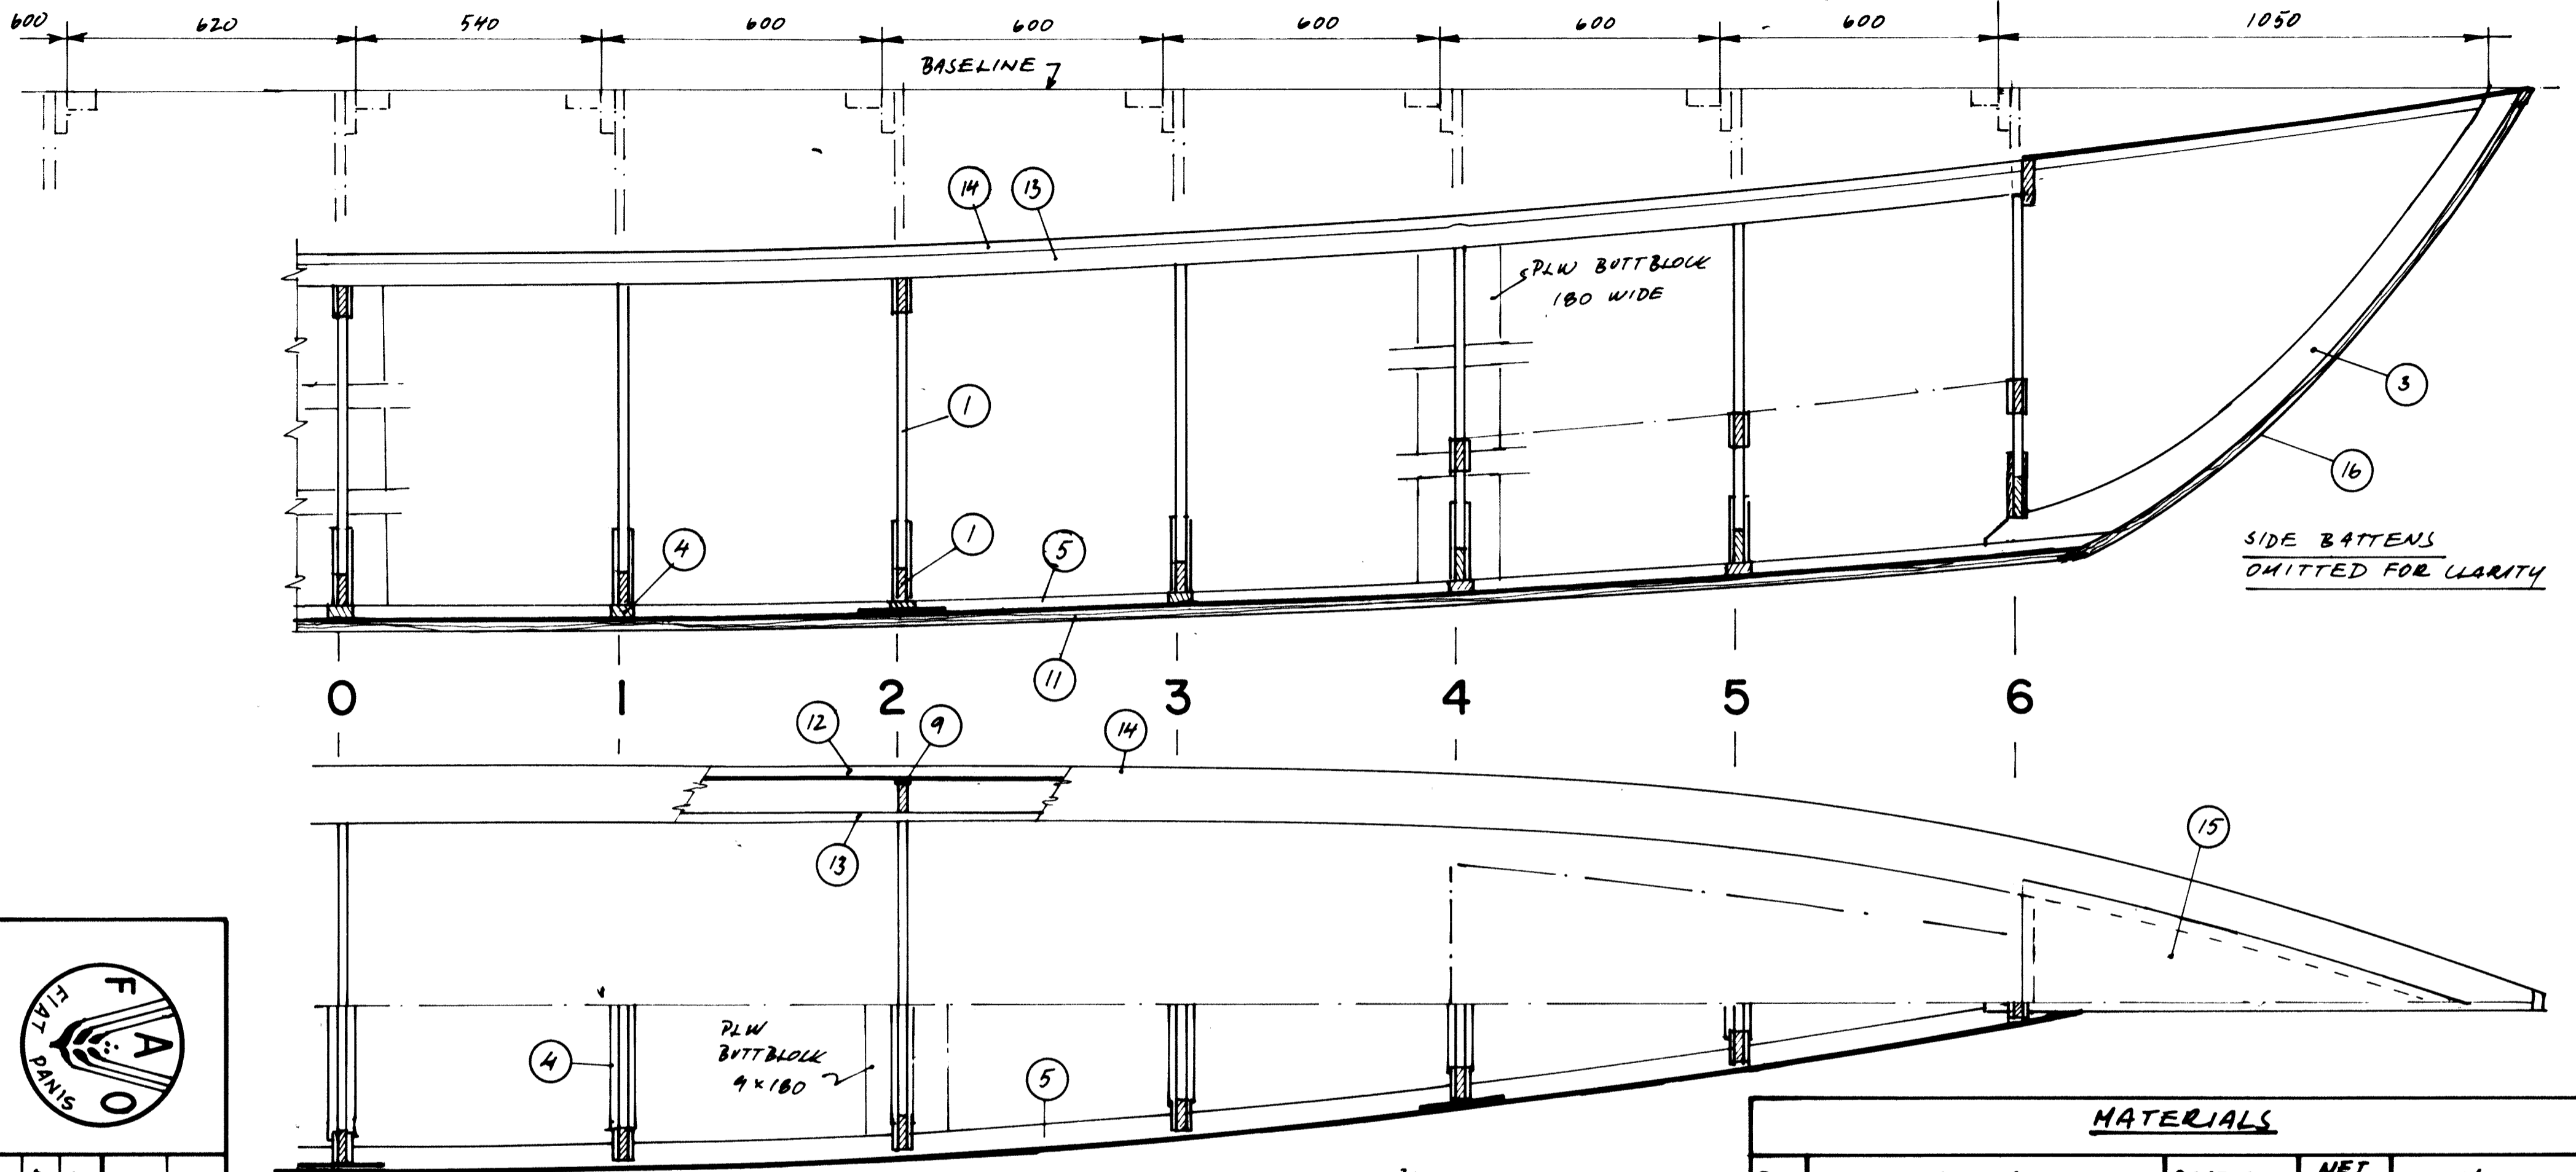 600 620 540 600 600 600 600 600 1050
BASELINE
14 13
PLW BUTTBLOCK
180 WIDE
1
3
16
1
4
5
SIDE BATTENS
OMITTED FOR CLARITY
11
0 1 2 3 4 5 6
12 9 14
13
15
F A O
FIAT PANIS
PLW
BUTTBLOCK
9 × 180
4
5
MATERIALS
NET